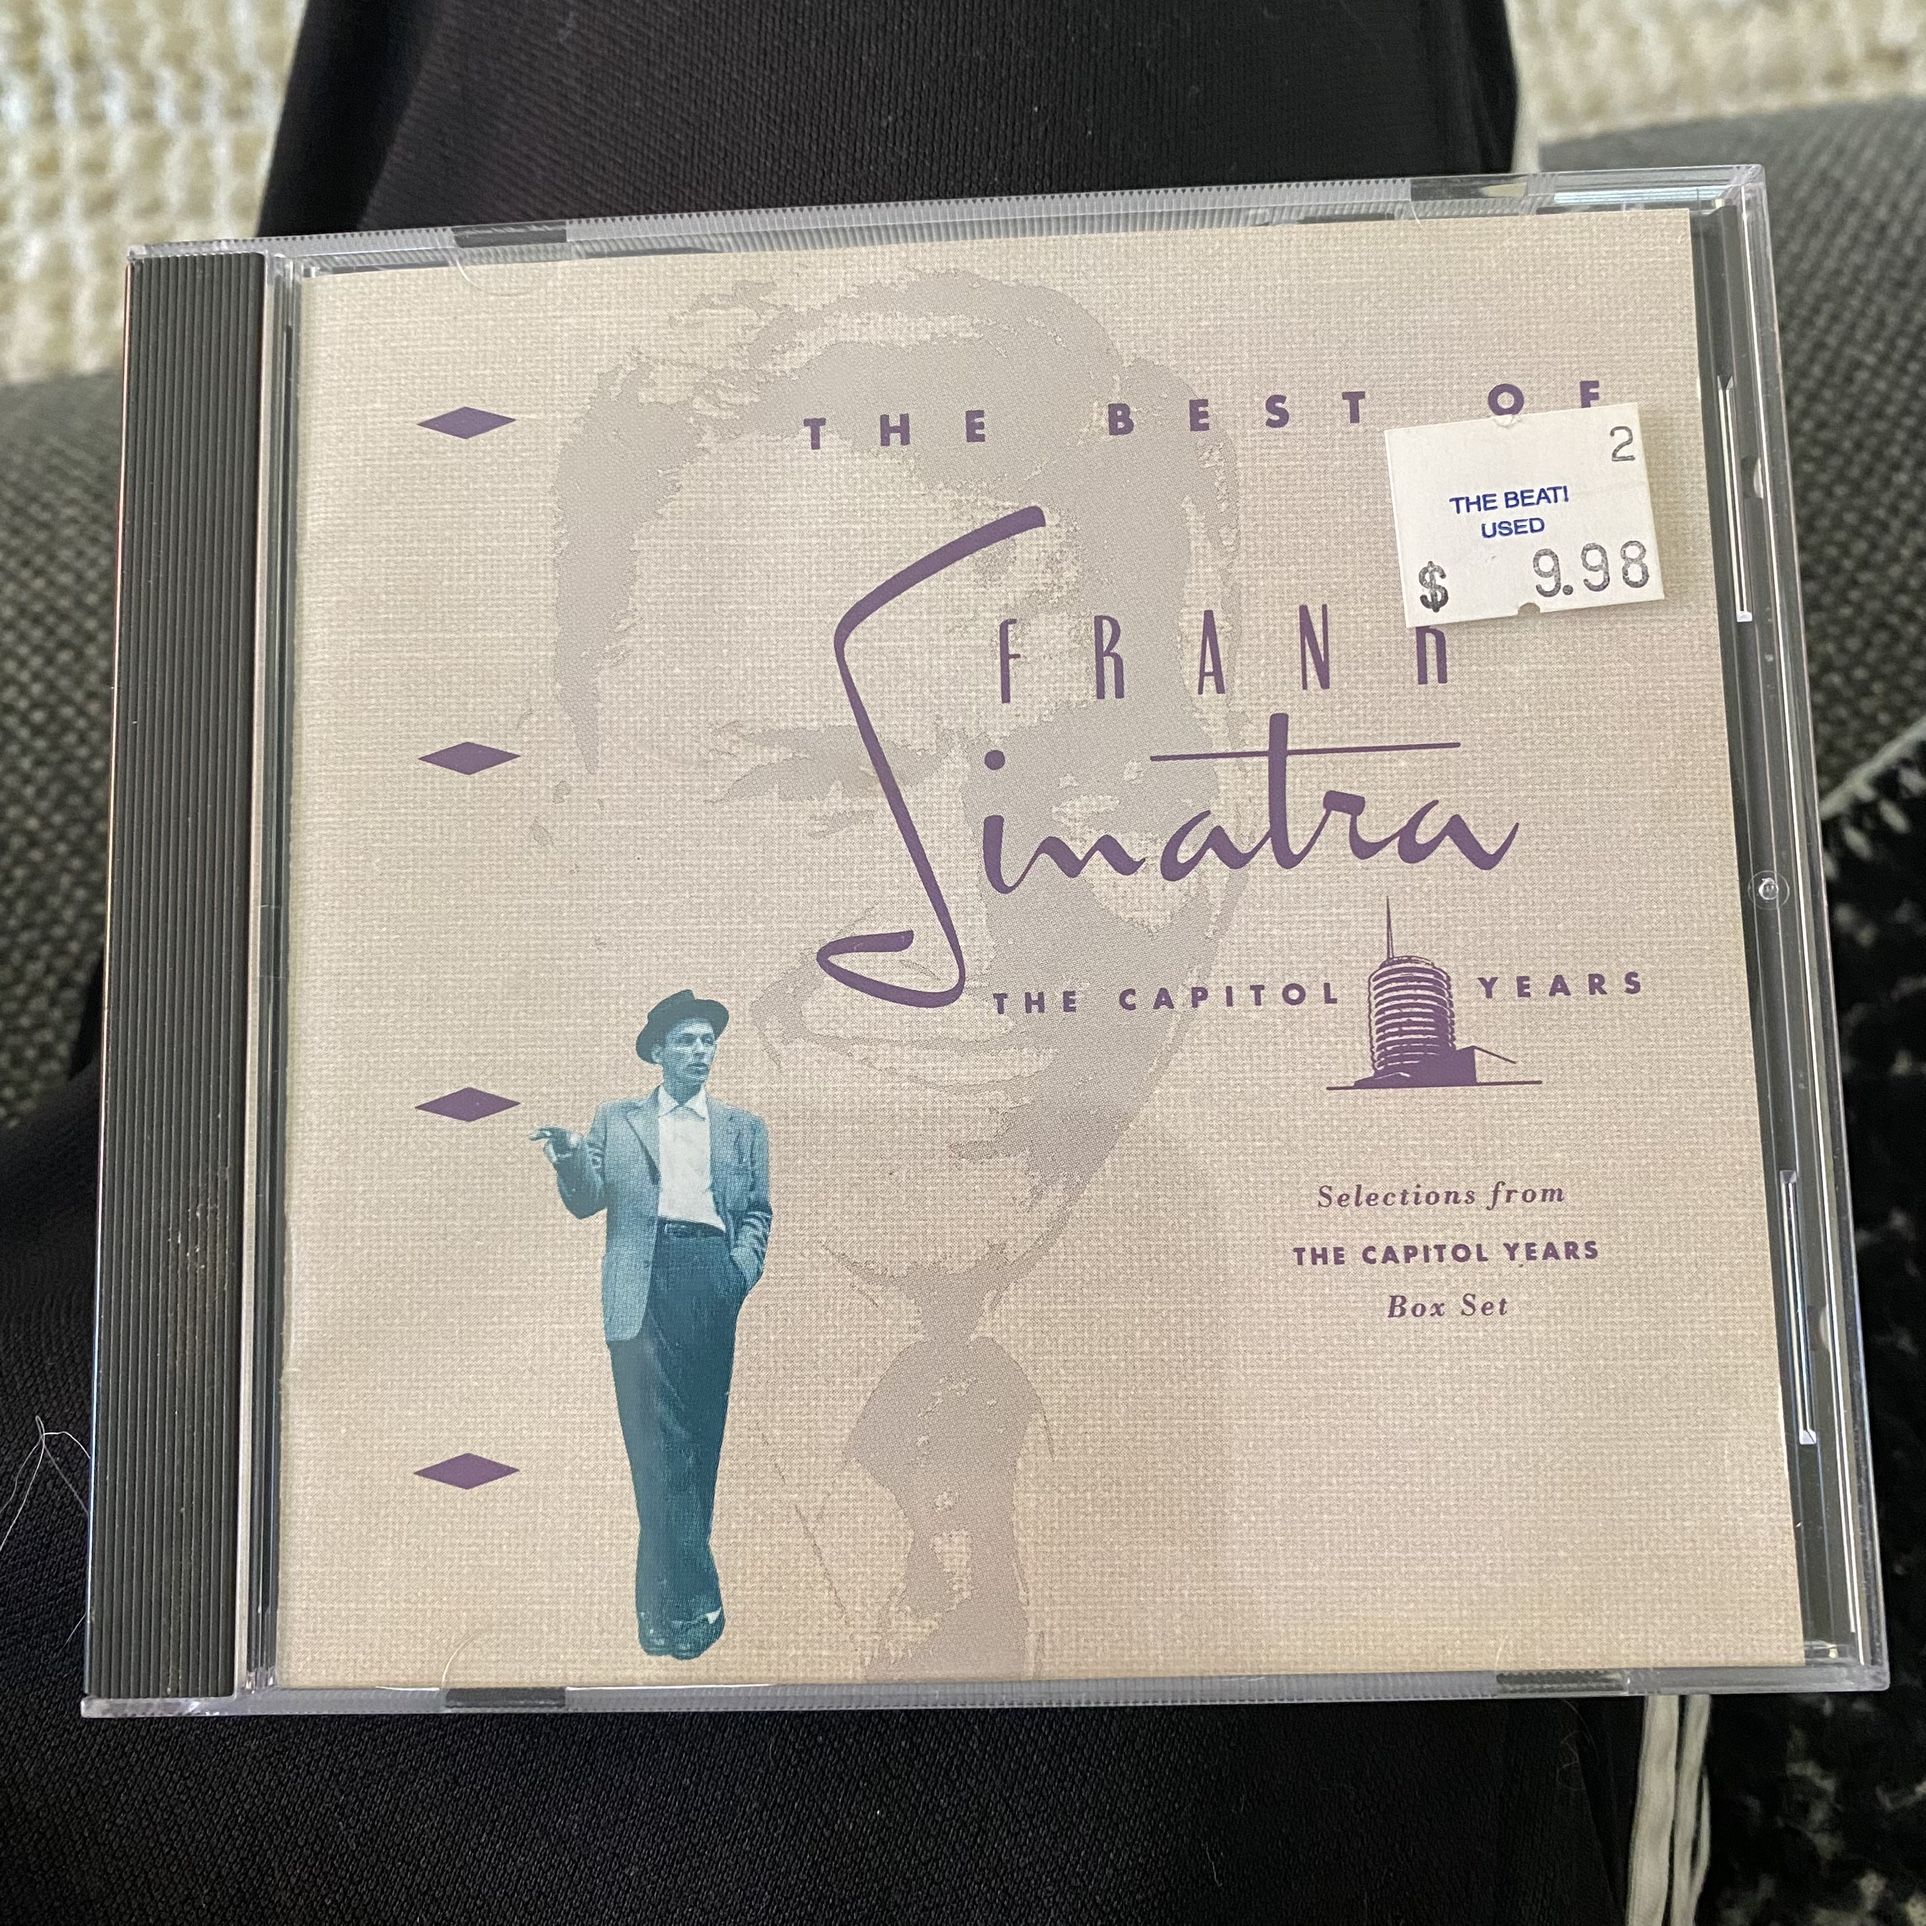 THE BEST OF
2
THE BEAT!
USED
$ 9.98
FRANK
Sinatra
THE CAPITOL YEARS
Selections from
THE CAPITOL YEARS
Box Set